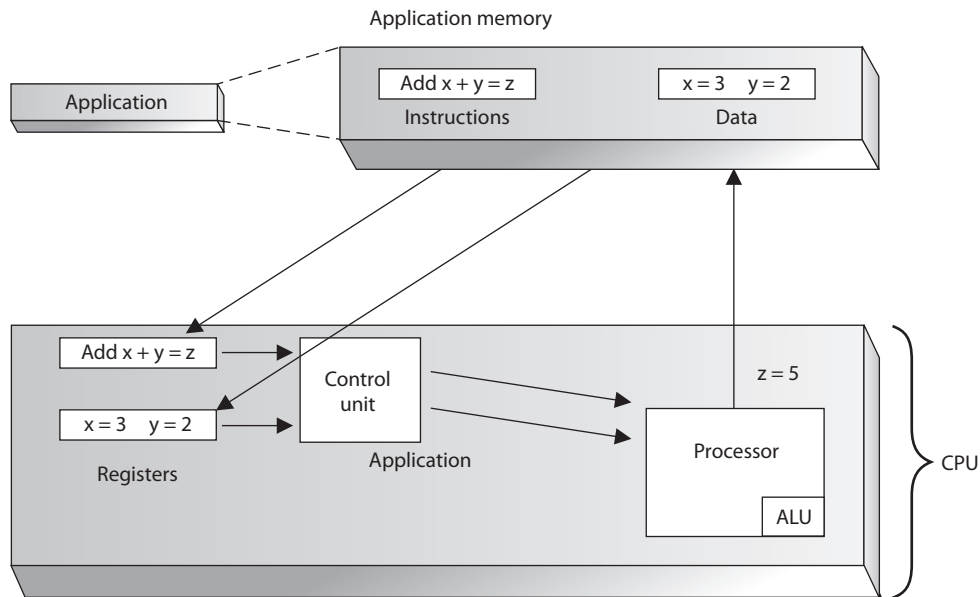 Application memory
Application
Add x + y = z
x = 3 y = 2
Instructions
Data
Add x + y = z
x = 3 y = 2
Registers
Control
unit
Application
z = 5
Processor
ALU
CPU